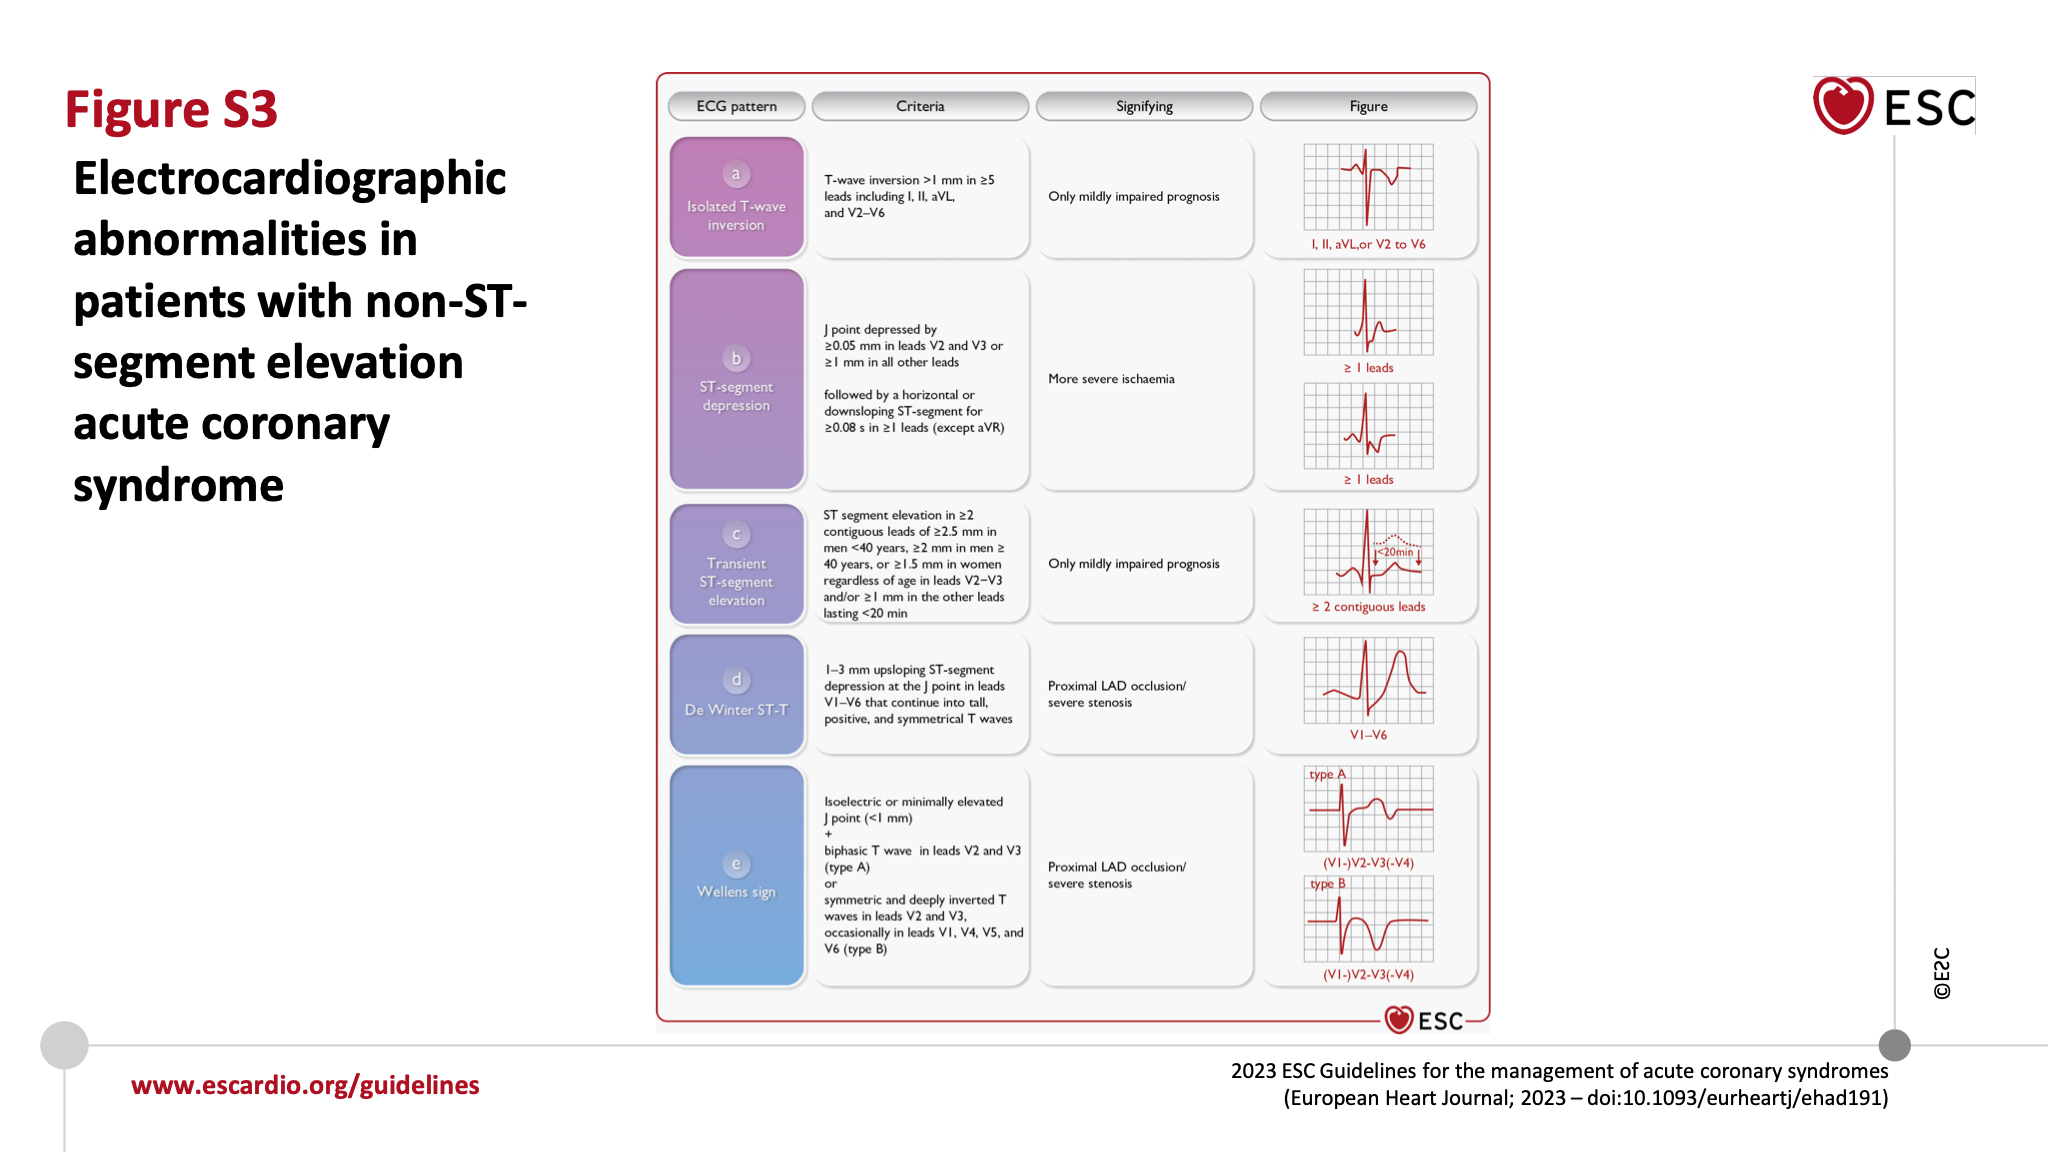 Figure S3
Electrocardiographic
abnormalities in
patients with non-ST-
segment elevation
acute coronary
syndrome
ECG pattern
Criteria
Signifying
Figure
a
Isolated T-wave
inversion
T-wave inversion >1 mm in ≥5
leads including I, II, aVL,
and V2–V6
Only mildly impaired prognosis
I, II, aVL,or V2 to V6
b
ST-segment
depression
J point depressed by
≥0.05 mm in leads V2 and V3 or
≥1 mm in all other leads
followed by a horizontal or
downsloping ST-segment for
≥0.08 s in ≥1 leads (except aVR)
More severe ischaemia
≥ 1 leads
≥ 1 leads
c
Transient
ST-segment
elevation
ST segment elevation in ≥2
contiguous leads of ≥2.5 mm in
men <40 years, ≥2 mm in men ≥
40 years, or ≥1.5 mm in women
regardless of age in leads V2–V3
and/or ≥1 mm in the other leads
lasting <20 min
Only mildly impaired prognosis
<20min
≥ 2 contiguous leads
d
De Winter ST-T
1–3 mm upsloping ST-segment
depression at the J point in leads
V1–V6 that continue into tall,
positive, and symmetrical T waves
Proximal LAD occlusion/
severe stenosis
V1–V6
e
Wellens sign
Isoelectric or minimally elevated
J point (<1 mm)
+
biphasic T wave in leads V2 and V3
(type A)
or
symmetric and deeply inverted T
waves in leads V2 and V3,
occasionally in leads V1, V4, V5, and
V6 (type B)
Proximal LAD occlusion/
severe stenosis
type A
(V1-)V2-V3(-V4)
type B
(V1-)V2-V3(-V4)
ESC
ESC
©ESC
www.escardio.org/guidelines
2023 ESC Guidelines for the management of acute coronary syndromes
(European Heart Journal; 2023 – doi:10.1093/eurheartj/ehad191)